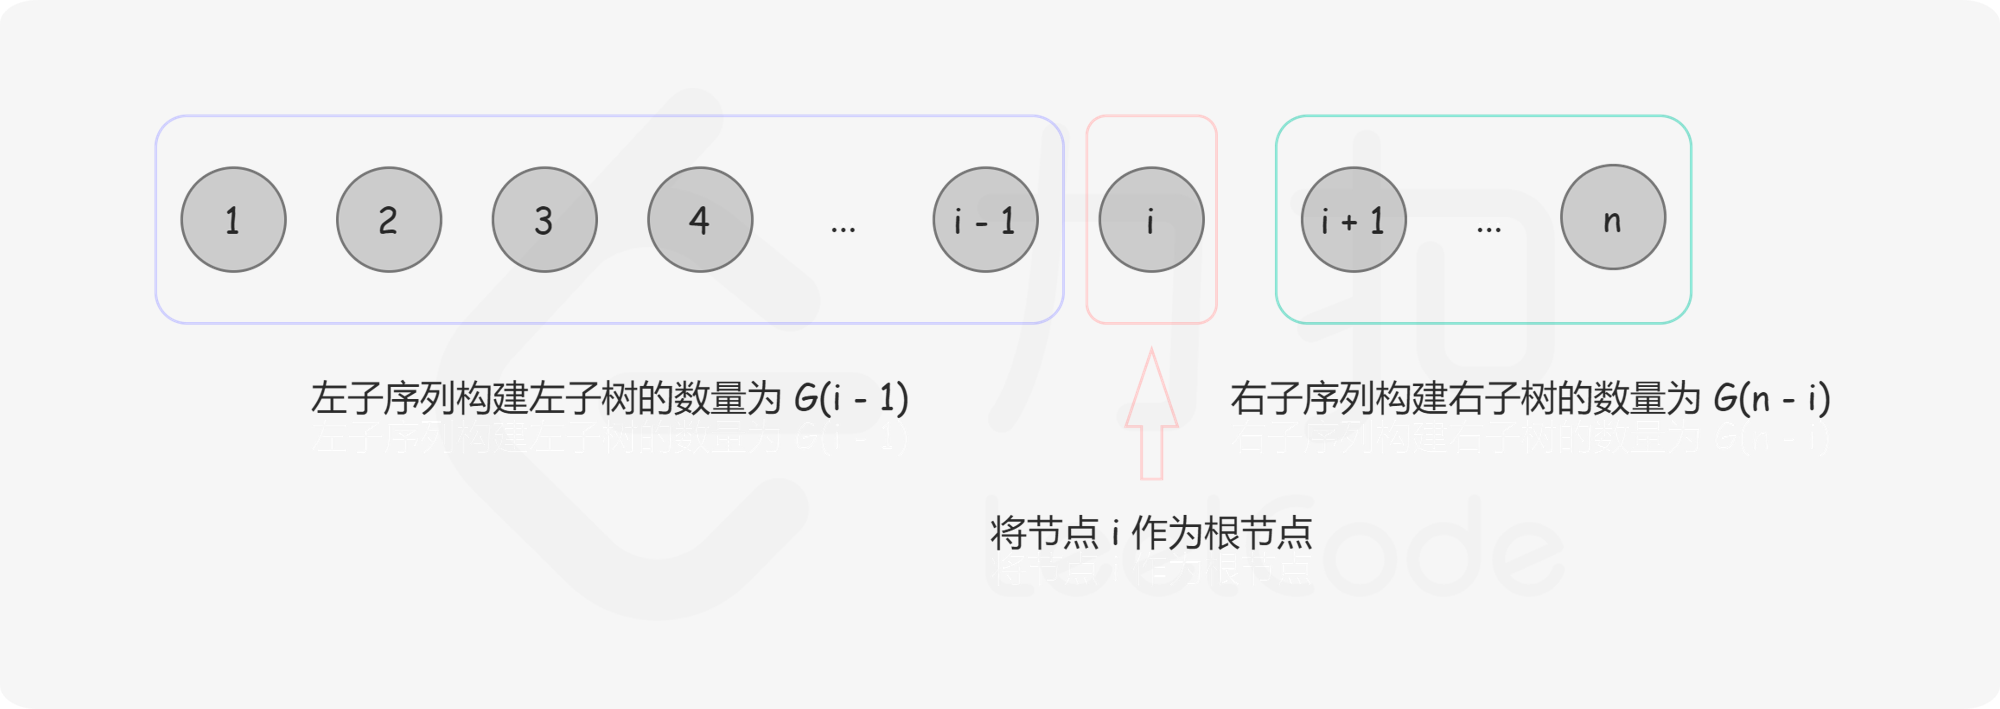 1 2 3 4 ... i - 1 i i + 1 ... n
左子序列构建左子树的数量为 G(i - 1)
右子序列构建右子树的数量为 G(n - i)
将节点 i 作为根节点
力扣
LeetCode